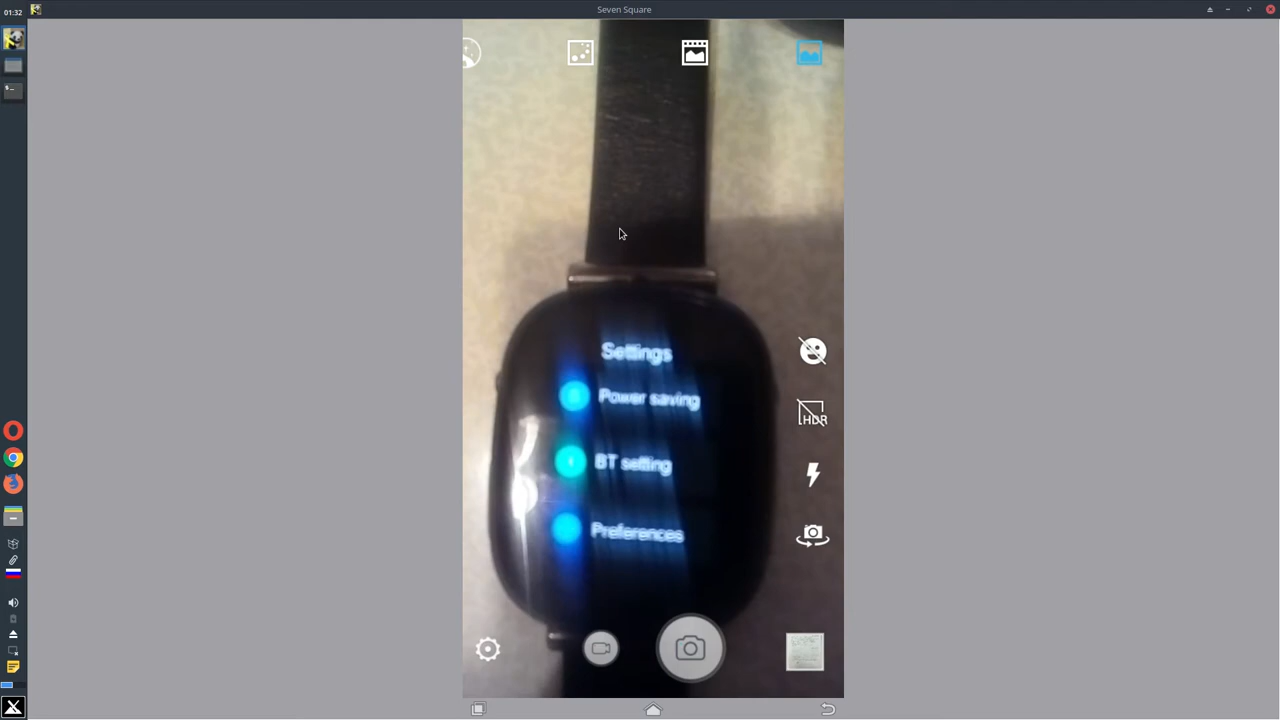 01:32
Seven Square
HDR
Settings
Power saving
BT setting
Preferences